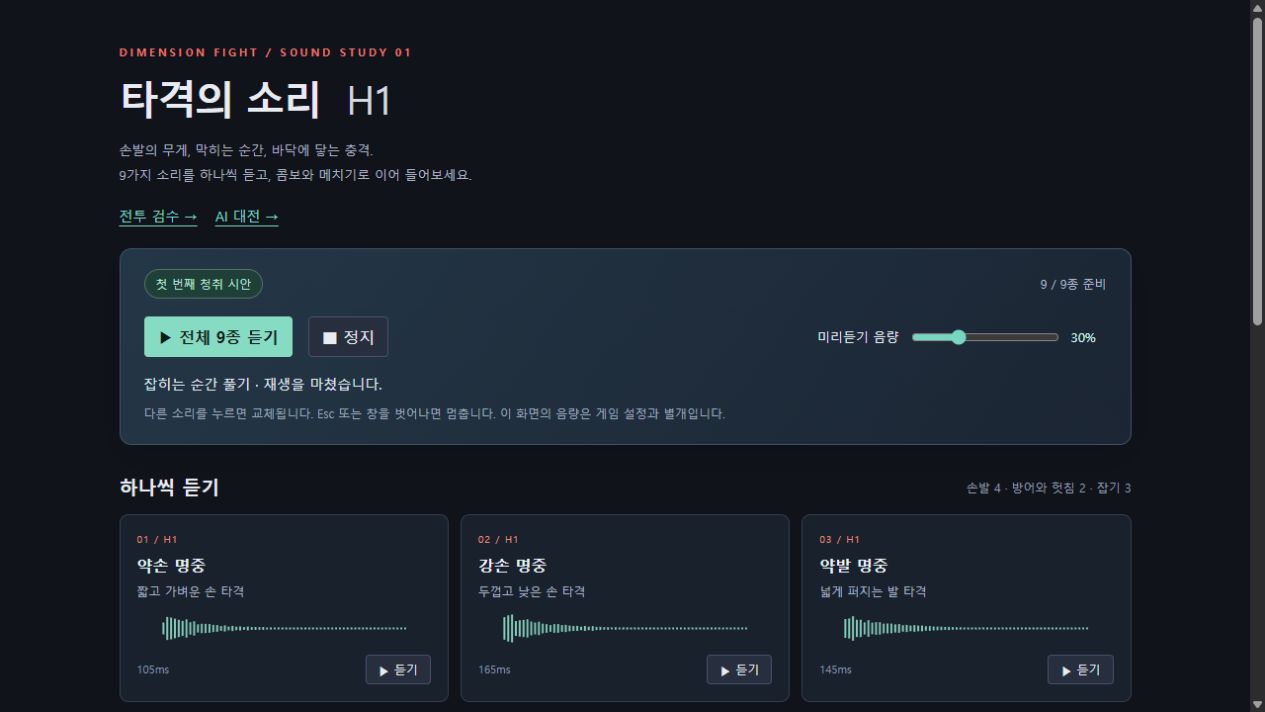 DIMENSION FIGHT / SOUND STUDY 01
타격의 소리 H1
손발의 무게, 막히는 순간, 바닥에 닿는 충격.
9가지 소리를 하나씩 듣고, 콤보와 메치기로 이어 들어보세요.
전투 검수 → AI 대전 →
첫 번째 청취 시안 9 / 9종 준비
▶ 전체 9종 듣기 ■ 정지 미리듣기 음량 30%
잡히는 순간 풀기 · 재생을 마쳤습니다.
다른 소리를 누르면 교체됩니다. Esc 또는 창을 벗어나면 멈춥니다. 이 화면의 음량은 게임 설정과 별개입니다.
하나씩 듣기 손발 4 · 방어와 헛침 2 · 잡기 3
01 / H1 02 / H1 03 / H1
약손 명중 강손 명중 약발 명중
짧고 가벼운 손 타격 두껍고 낮은 손 타격 넓게 퍼지는 발 타격
105ms ▶ 듣기 165ms ▶ 듣기 145ms ▶ 듣기